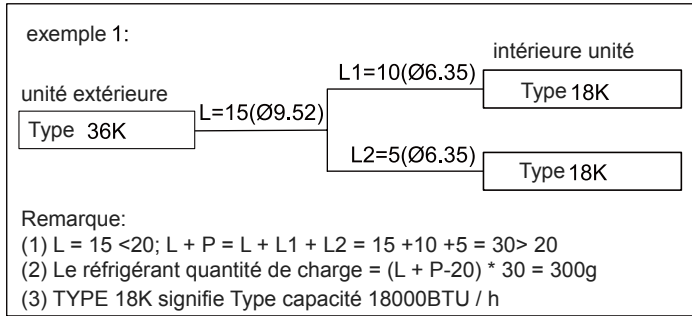 exemple 1:
intérieure unité
L1=10(Ø6.35)
Type 18K
unité extérieure
L=15(Ø9.52)
Type 36K
L2=5(Ø6.35)
Type 18K
Remarque:
(1) L = 15 <20; L + P = L + L1 + L2 = 15 +10 +5 = 30> 20
(2) Le réfrigérant quantité de charge = (L + P-20) * 30 = 300g
(3) TYPE 18K signifie Type capacité 18000BTU / h